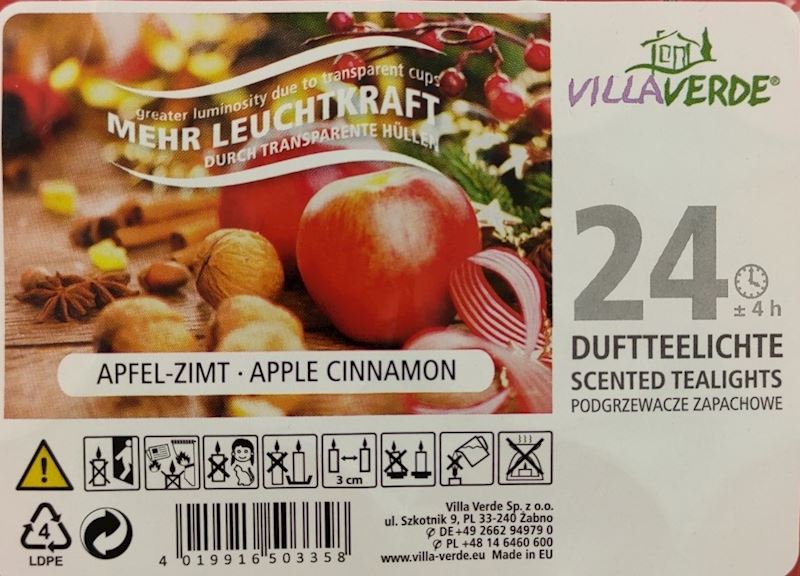 greater luminosity due to transparent cups
MEHR LEUCHTKRAFT
DURCH TRANSPARENTE HÜLLEN
VILLAVERDE®
24
± 4 h
DUFTTEELICHTE
SCENTED TEALIGHTS
PODGRZEWACZE ZAPACHOWE
APFEL-ZIMT · APPLE CINNAMON
3 cm
4
LDPE
4 019916 503358
Villa Verde Sp. z o.o.
ul. Szkotnik 9, PL 33-240 Żabno
✆ DE+49 2662 94979 0
✆ PL +48 14 6460 600
www.villa-verde.eu Made in EU